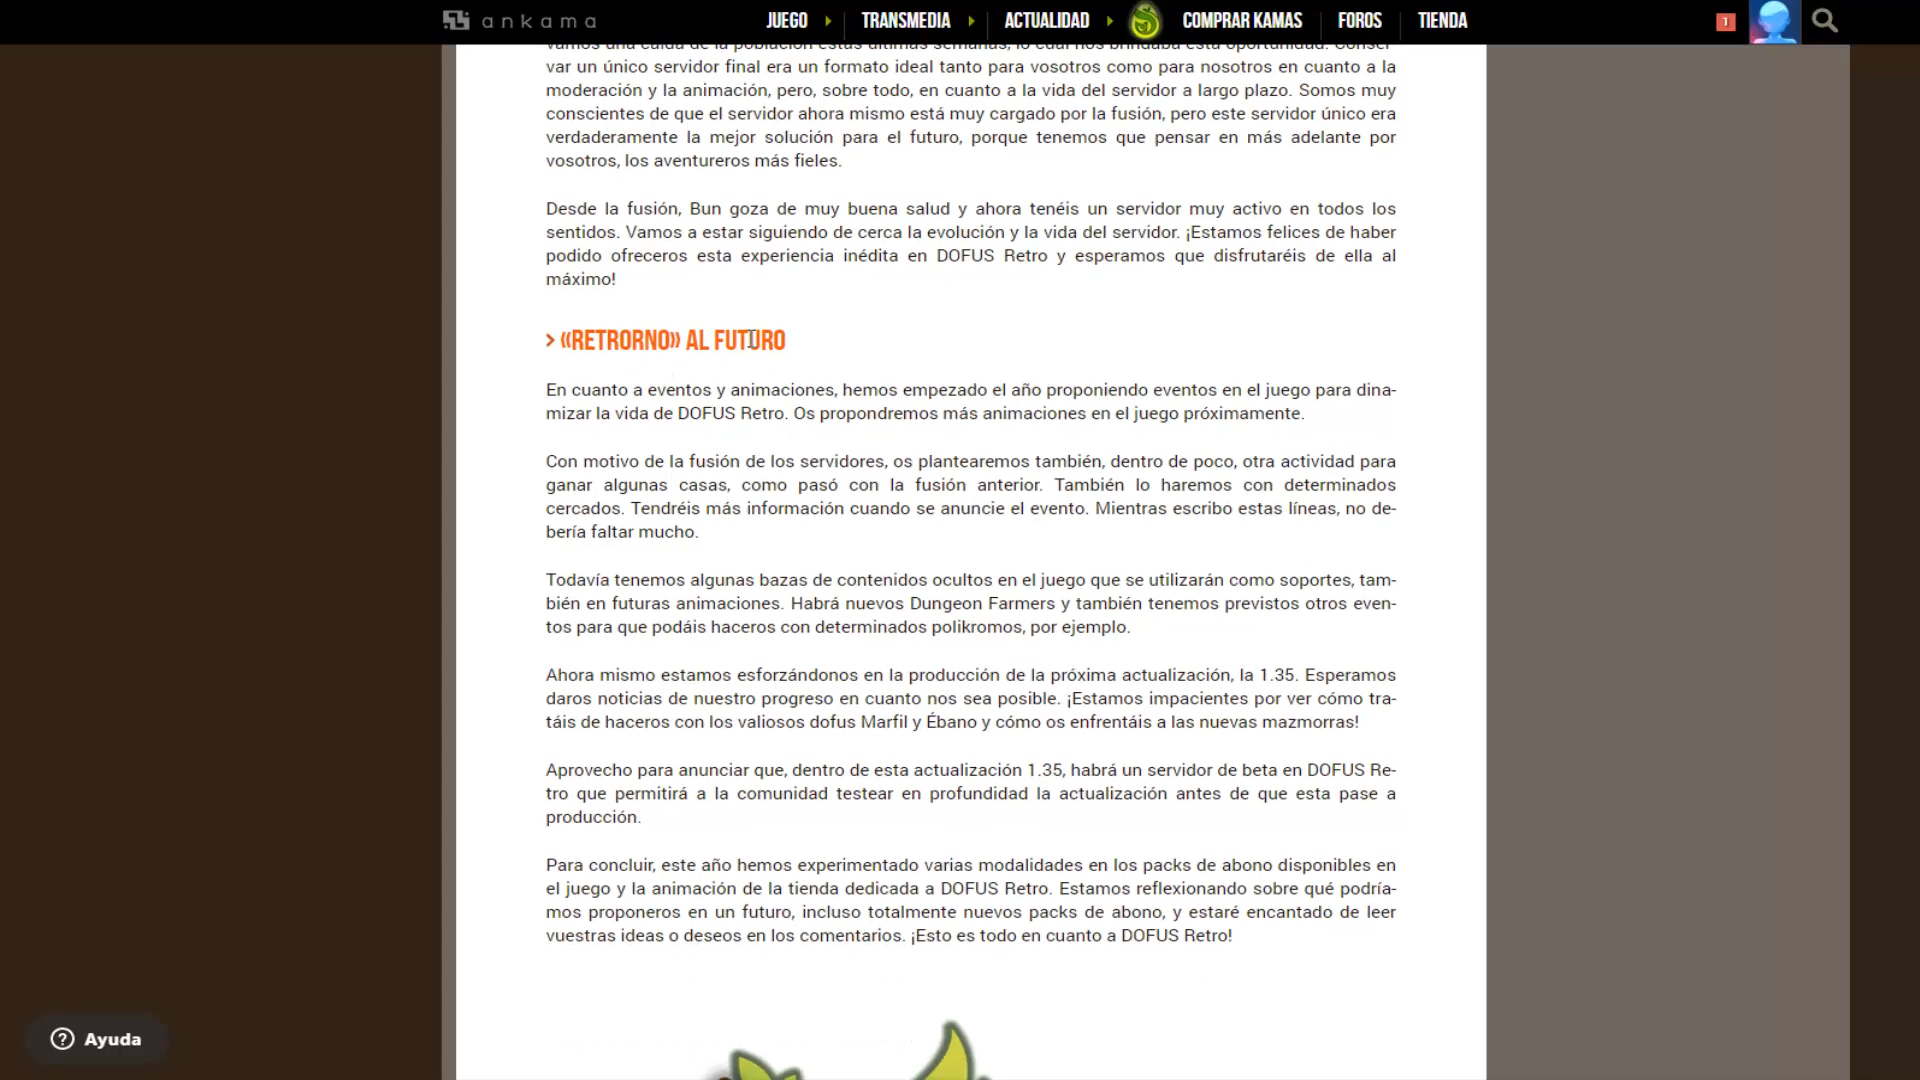 ankama
JUEGO TRANSMEDIA ACTUALIDAD COMPRAR KAMAS FOROS TIENDA 1
vamos una caída de la población estas últimas semanas, lo cual nos brindaba esta oportunidad. Conser-
var un único servidor final era un formato ideal tanto para vosotros como para nosotros en cuanto a la
moderación y la animación, pero, sobre todo, en cuanto a la vida del servidor a largo plazo. Somos muy
conscientes de que el servidor ahora mismo está muy cargado por la fusión, pero este servidor único era
verdaderamente la mejor solución para el futuro, porque tenemos que pensar en más adelante por
vosotros, los aventureros más fieles.
Desde la fusión, Bun goza de muy buena salud y ahora tenéis un servidor muy activo en todos los
sentidos. Vamos a estar siguiendo de cerca la evolución y la vida del servidor. ¡Estamos felices de haber
podido ofreceros esta experiencia inédita en DOFUS Retro y esperamos que disfrutaréis de ella al
máximo!
> «RETRORNO» AL FUTURO
En cuanto a eventos y animaciones, hemos empezado el año proponiendo eventos en el juego para dina-
mizar la vida de DOFUS Retro. Os propondremos más animaciones en el juego próximamente.
Con motivo de la fusión de los servidores, os plantearemos también, dentro de poco, otra actividad para
ganar algunas casas, como pasó con la fusión anterior. También lo haremos con determinados
cercados. Tendréis más información cuando se anuncie el evento. Mientras escribo estas líneas, no de-
bería faltar mucho.
Todavía tenemos algunas bazas de contenidos ocultos en el juego que se utilizarán como soportes, tam-
bién en futuras animaciones. Habrá nuevos Dungeon Farmers y también tenemos previstos otros even-
tos para que podáis haceros con determinados polikromos, por ejemplo.
Ahora mismo estamos esforzándonos en la producción de la próxima actualización, la 1.35. Esperamos
daros noticias de nuestro progreso en cuanto nos sea posible. ¡Estamos impacientes por ver cómo tra-
táis de haceros con los valiosos dofus Marfil y Ébano y cómo os enfrentáis a las nuevas mazmorras!
Aprovecho para anunciar que, dentro de esta actualización 1.35, habrá un servidor de beta en DOFUS Re-
tro que permitirá a la comunidad testear en profundidad la actualización antes de que esta pase a
producción.
Para concluir, este año hemos experimentado varias modalidades en los packs de abono disponibles en
el juego y la animación de la tienda dedicada a DOFUS Retro. Estamos reflexionando sobre qué podría-
mos proponeros en un futuro, incluso totalmente nuevos packs de abono, y estaré encantado de leer
vuestras ideas o deseos en los comentarios. ¡Esto es todo en cuanto a DOFUS Retro!
Ayuda